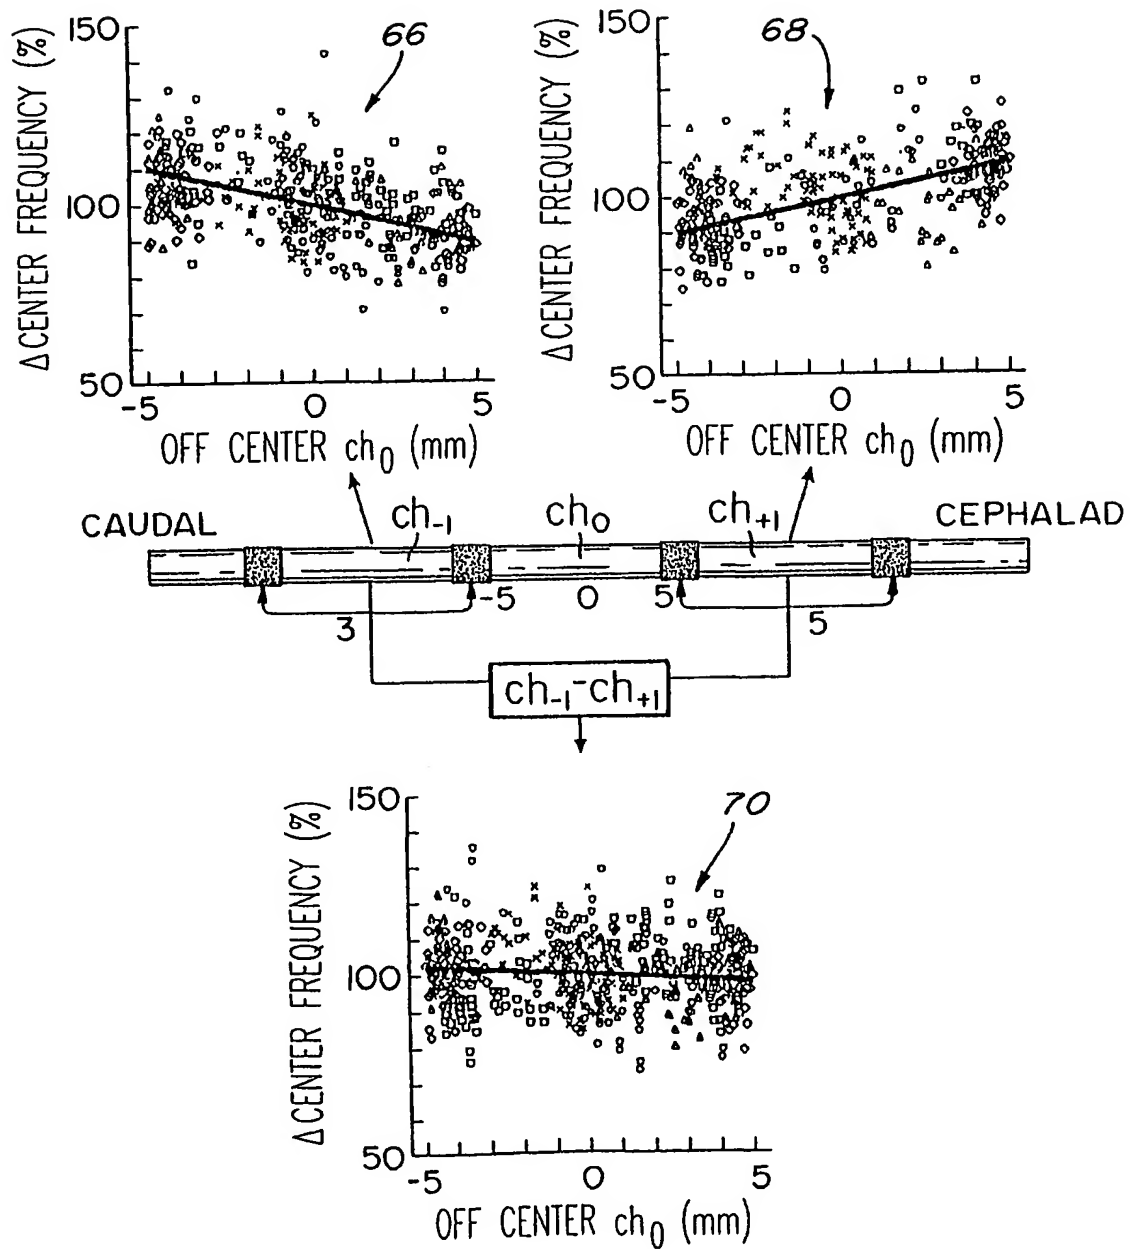 66
ΔCENTER FREQUENCY (%)
150
100
50
-5 0 5
OFF CENTER ch₀ (mm)
68
ΔCENTER FREQUENCY (%)
150
100
50
-5 0 5
OFF CENTER ch₀ (mm)
CAUDAL ch₋₁ ch₀ ch₊₁ CEPHALAD
-5 0 5
3 5
ch₋₁-ch₊₁
70
ΔCENTER FREQUENCY (%)
150
100
50
-5 0 5
OFF CENTER ch₀ (mm)